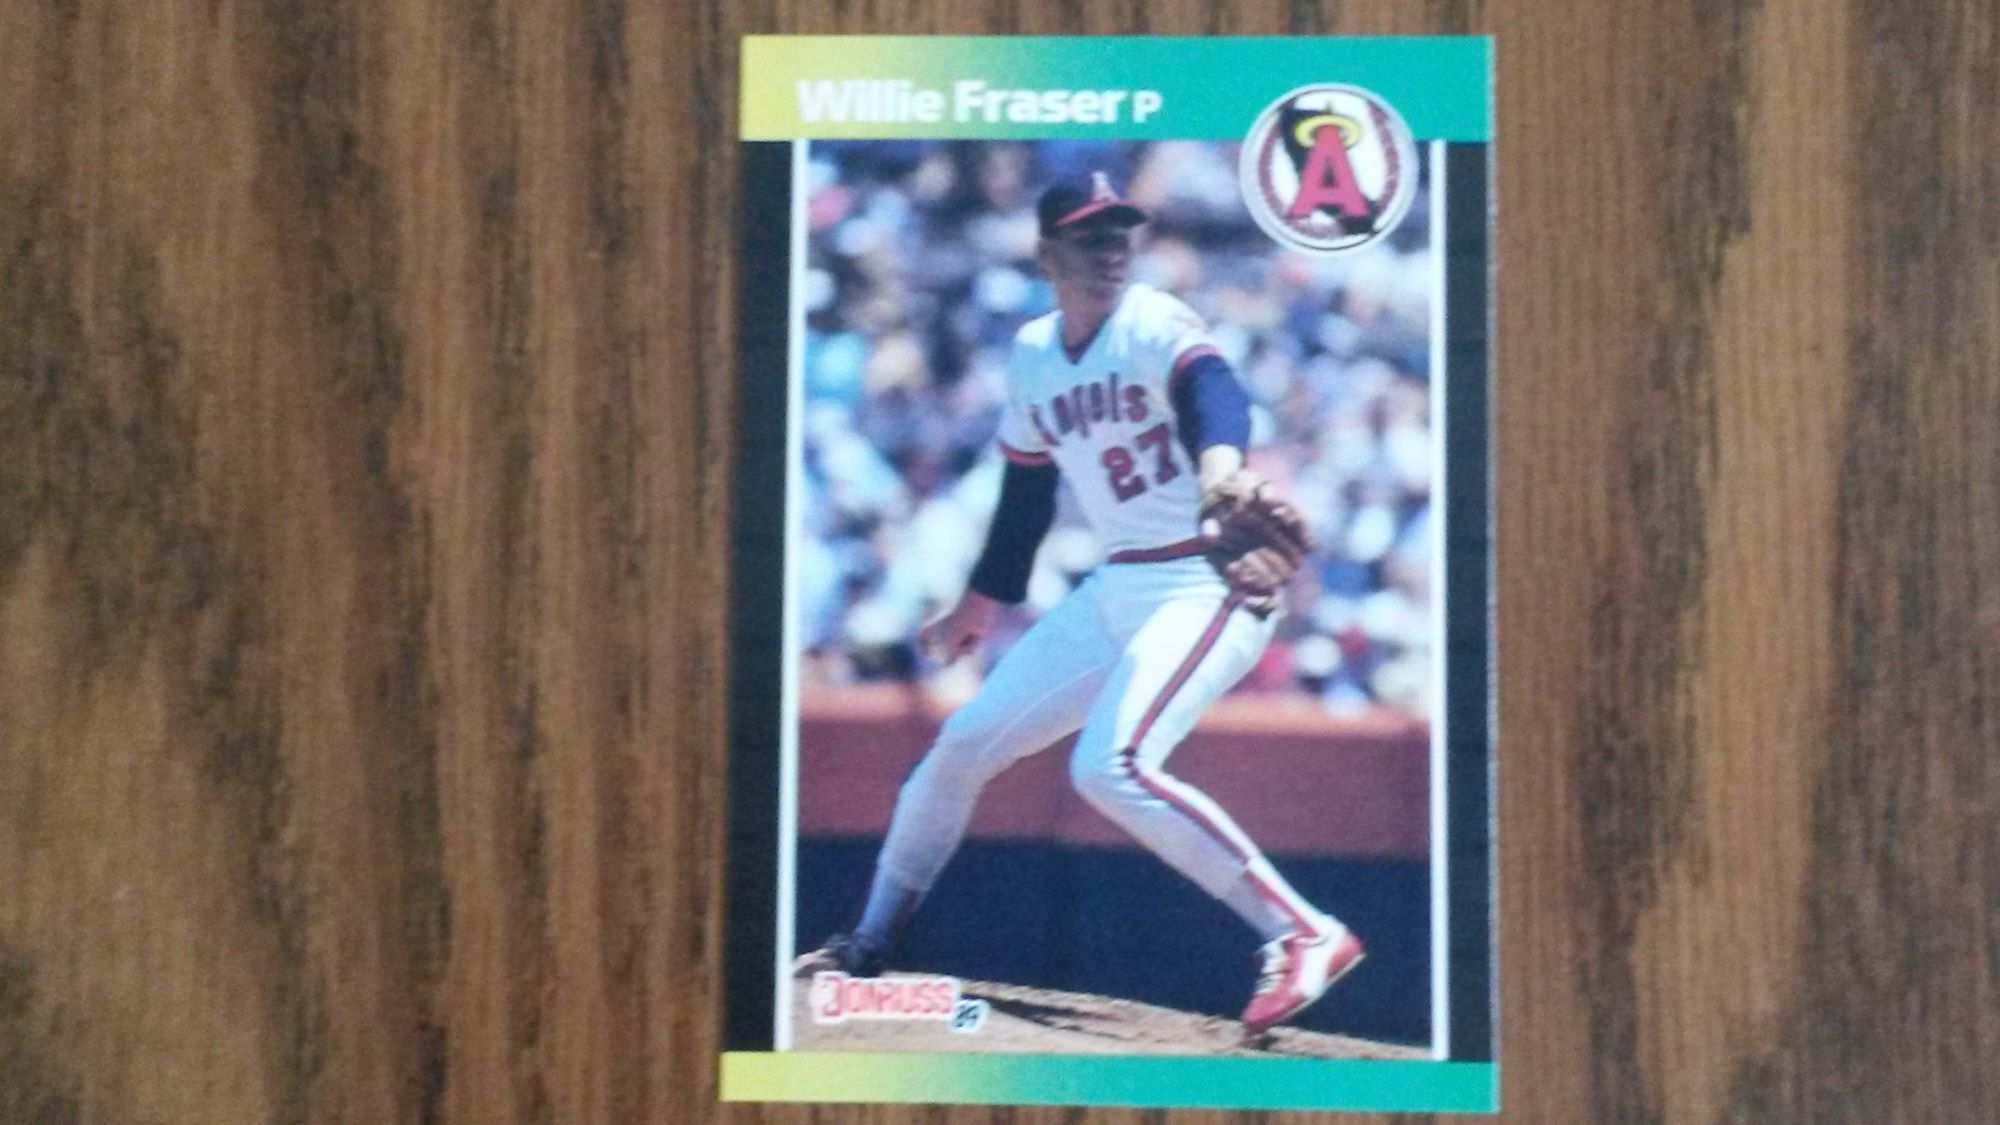 Willie Fraser P
A
Angels
27
DONRUSS 89